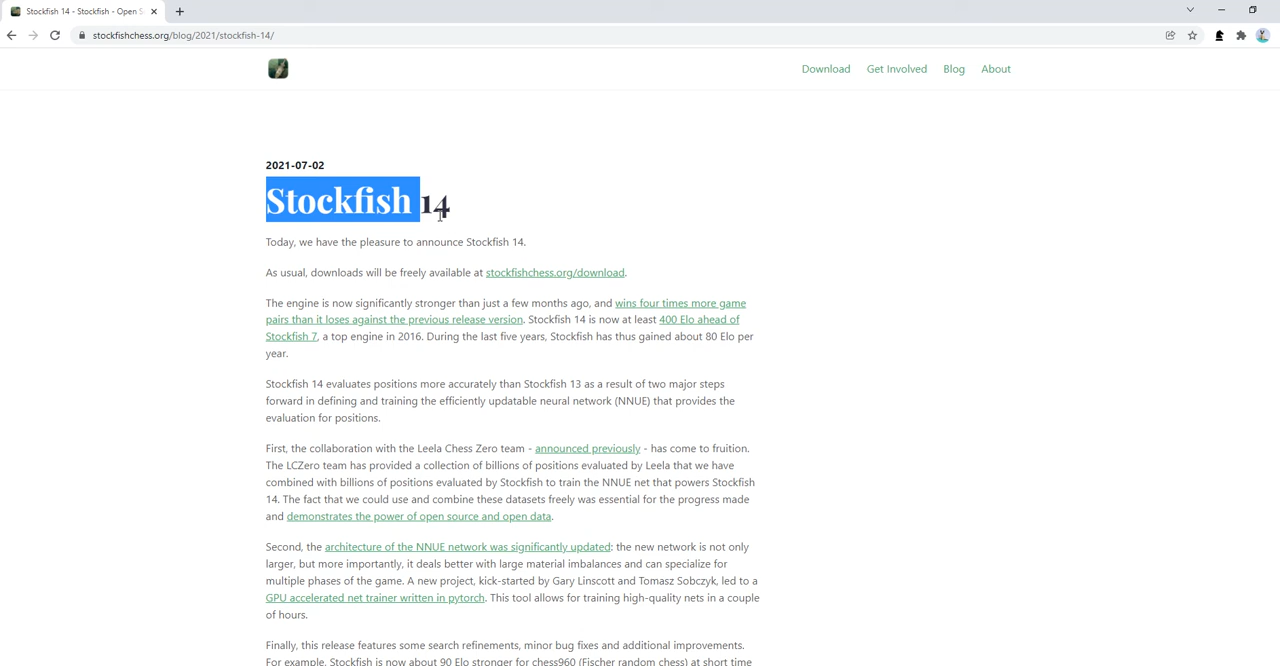 Stockfish 14 - Stockfish - Open S
stockfishchess.org/blog/2021/stockfish-14/
Download Get Involved Blog About
2021-07-02
Stockfish 14
Today, we have the pleasure to announce Stockfish 14.
As usual, downloads will be freely available at stockfishchess.org/download.
The engine is now significantly stronger than just a few months ago, and wins four times more game
pairs than it loses against the previous release version. Stockfish 14 is now at least 400 Elo ahead of
Stockfish 7, a top engine in 2016. During the last five years, Stockfish has thus gained about 80 Elo per
year.
Stockfish 14 evaluates positions more accurately than Stockfish 13 as a result of two major steps
forward in defining and training the efficiently updatable neural network (NNUE) that provides the
evaluation for positions.
First, the collaboration with the Leela Chess Zero team - announced previously - has come to fruition.
The LCZero team has provided a collection of billions of positions evaluated by Leela that we have
combined with billions of positions evaluated by Stockfish to train the NNUE net that powers Stockfish
14. The fact that we could use and combine these datasets freely was essential for the progress made
and demonstrates the power of open source and open data.
Second, the architecture of the NNUE network was significantly updated: the new network is not only
larger, but more importantly, it deals better with large material imbalances and can specialize for
multiple phases of the game. A new project, kick-started by Gary Linscott and Tomasz Sobczyk, led to a
GPU accelerated net trainer written in pytorch. This tool allows for training high-quality nets in a couple
of hours.
Finally, this release features some search refinements, minor bug fixes and additional improvements.
For example, Stockfish is now about 90 Elo stronger for chess960 (Fischer random chess) at short time